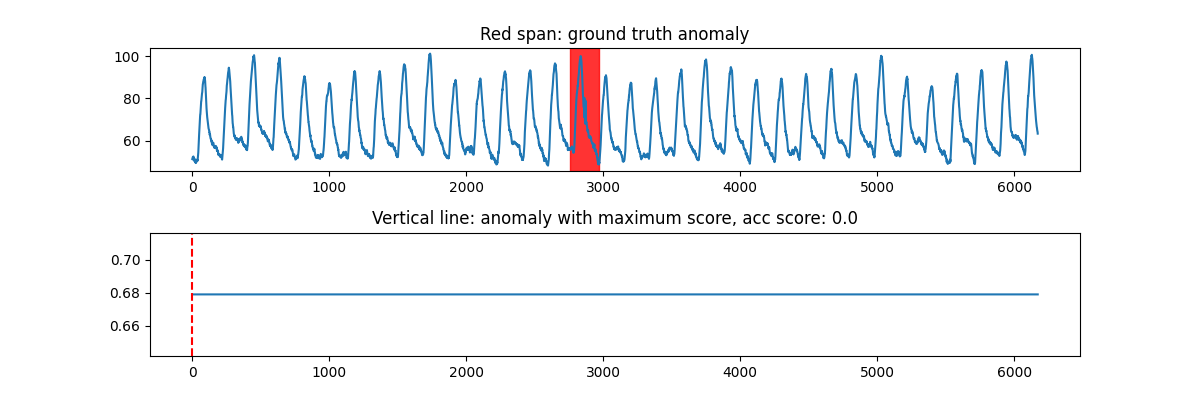 Red span: ground truth anomaly
100
80
60
0 1000 2000 3000 4000 5000 6000
Vertical line: anomaly with maximum score, acc score: 0.0
0.70
0.68
0.66
0 1000 2000 3000 4000 5000 6000